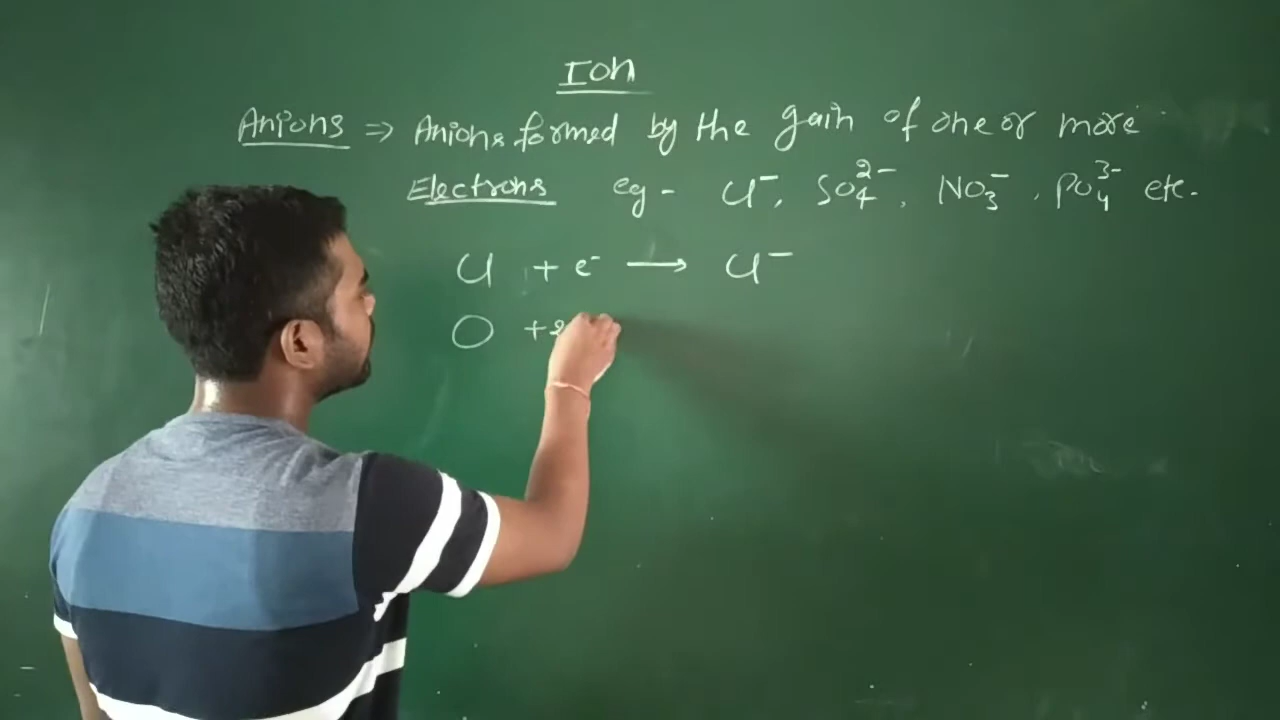 Ion
Anions ⇒ Anions formed by the gain of one or more
Electrons eg - Cl⁻, SO₄²⁻, NO₃⁻, PO₄³⁻ etc.
Cl + e⁻ ⟶ Cl⁻
O + 2